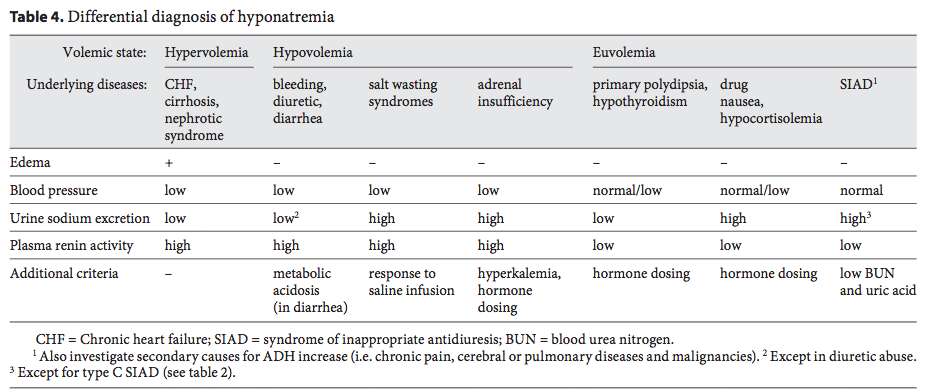 Table 4. Differential diagnosis of hyponatremia
Volemic state: Hypervolemia Hypovolemia Euvolemia
Underlying diseases: CHF, bleeding, salt wasting adrenal primary polydipsia, drug SIAD1
cirrhosis, diuretic, syndromes insufficiency hypothyroidism nausea,
nephrotic diarrhea hypocortisolemia
syndrome
Edema + – – – – – –
Blood pressure low low low low normal/low normal/low normal
Urine sodium excretion low low2 high high low high high3
Plasma renin activity high high high high low low low
Additional criteria – metabolic response to hyperkalemia, hormone dosing hormone dosing low BUN
acidosis saline infusion hormone and uric acid
(in diarrhea) dosing
CHF = Chronic heart failure; SIAD = syndrome of inappropriate antidiuresis; BUN = blood urea nitrogen.
1 Also investigate secondary causes for ADH increase (i.e. chronic pain, cerebral or pulmonary diseases and malignancies). 2 Except in diuretic abuse.
3 Except for type C SIAD (see table 2).